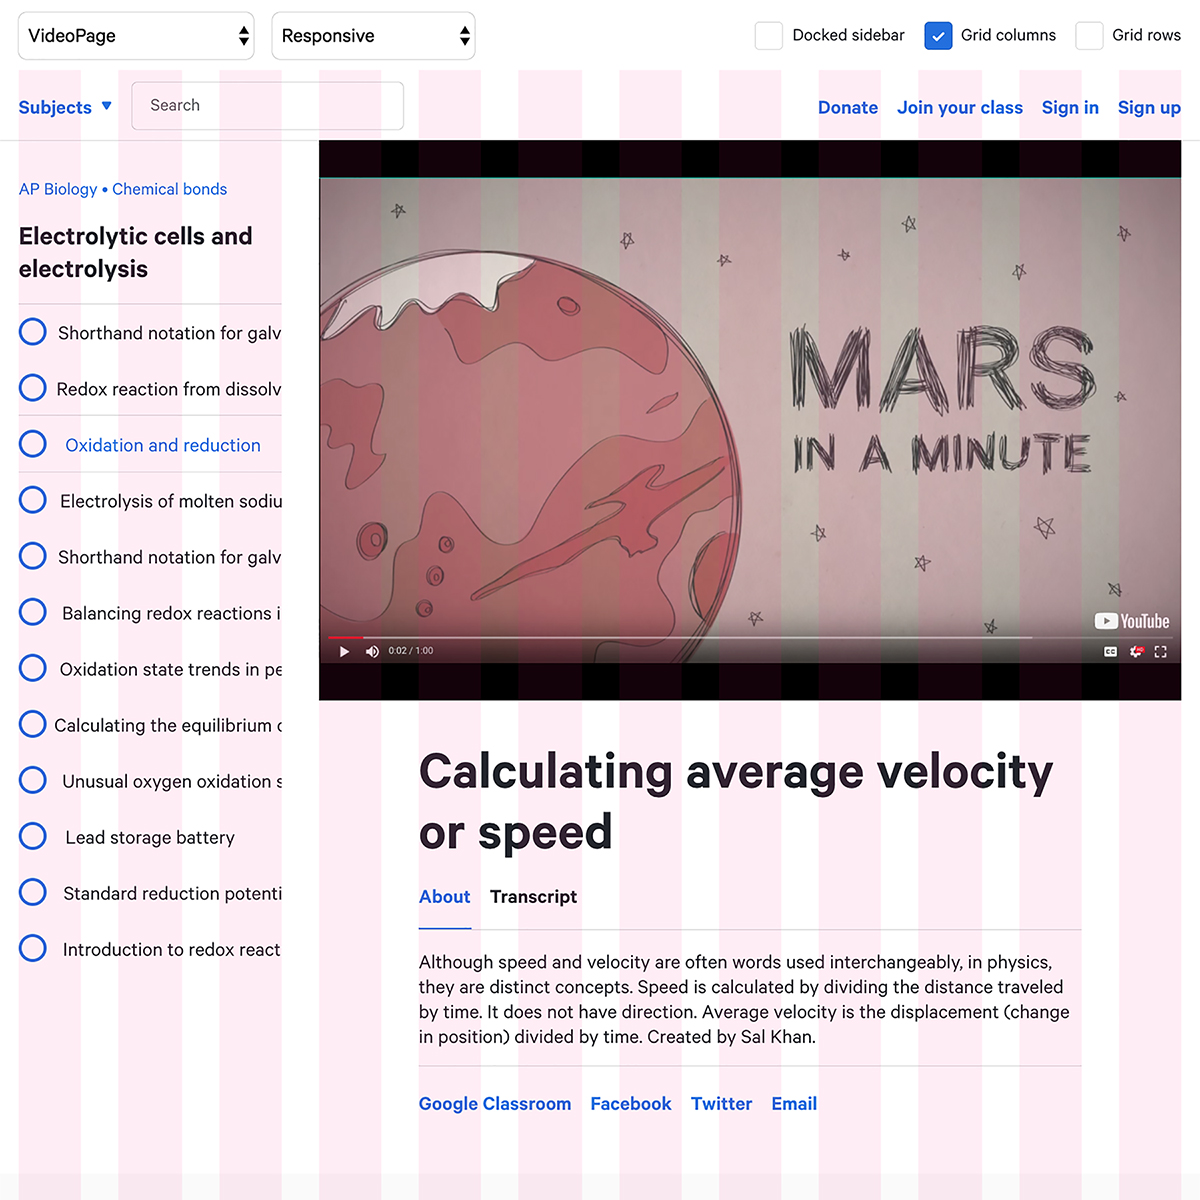 VideoPage
Responsive
Docked sidebar
Grid columns
Grid rows
Subjects
Search
Donate
Join your class
Sign in
Sign up
AP Biology • Chemical bonds
Electrolytic cells and
electrolysis
Shorthand notation for galv
Redox reaction from dissolv
Oxidation and reduction
Electrolysis of molten sodiu
Shorthand notation for galv
Balancing redox reactions i
Oxidation state trends in pe
Calculating the equilibrium c
Unusual oxygen oxidation s
Lead storage battery
Standard reduction potenti
Introduction to redox react
MARS
IN A MINUTE
YouTube
0:02 / 1:00
CC
HD
Calculating average velocity
or speed
About
Transcript
Although speed and velocity are often words used interchangeably, in physics,
they are distinct concepts. Speed is calculated by dividing the distance traveled
by time. It does not have direction. Average velocity is the displacement (change
in position) divided by time. Created by Sal Khan.
Google Classroom
Facebook
Twitter
Email